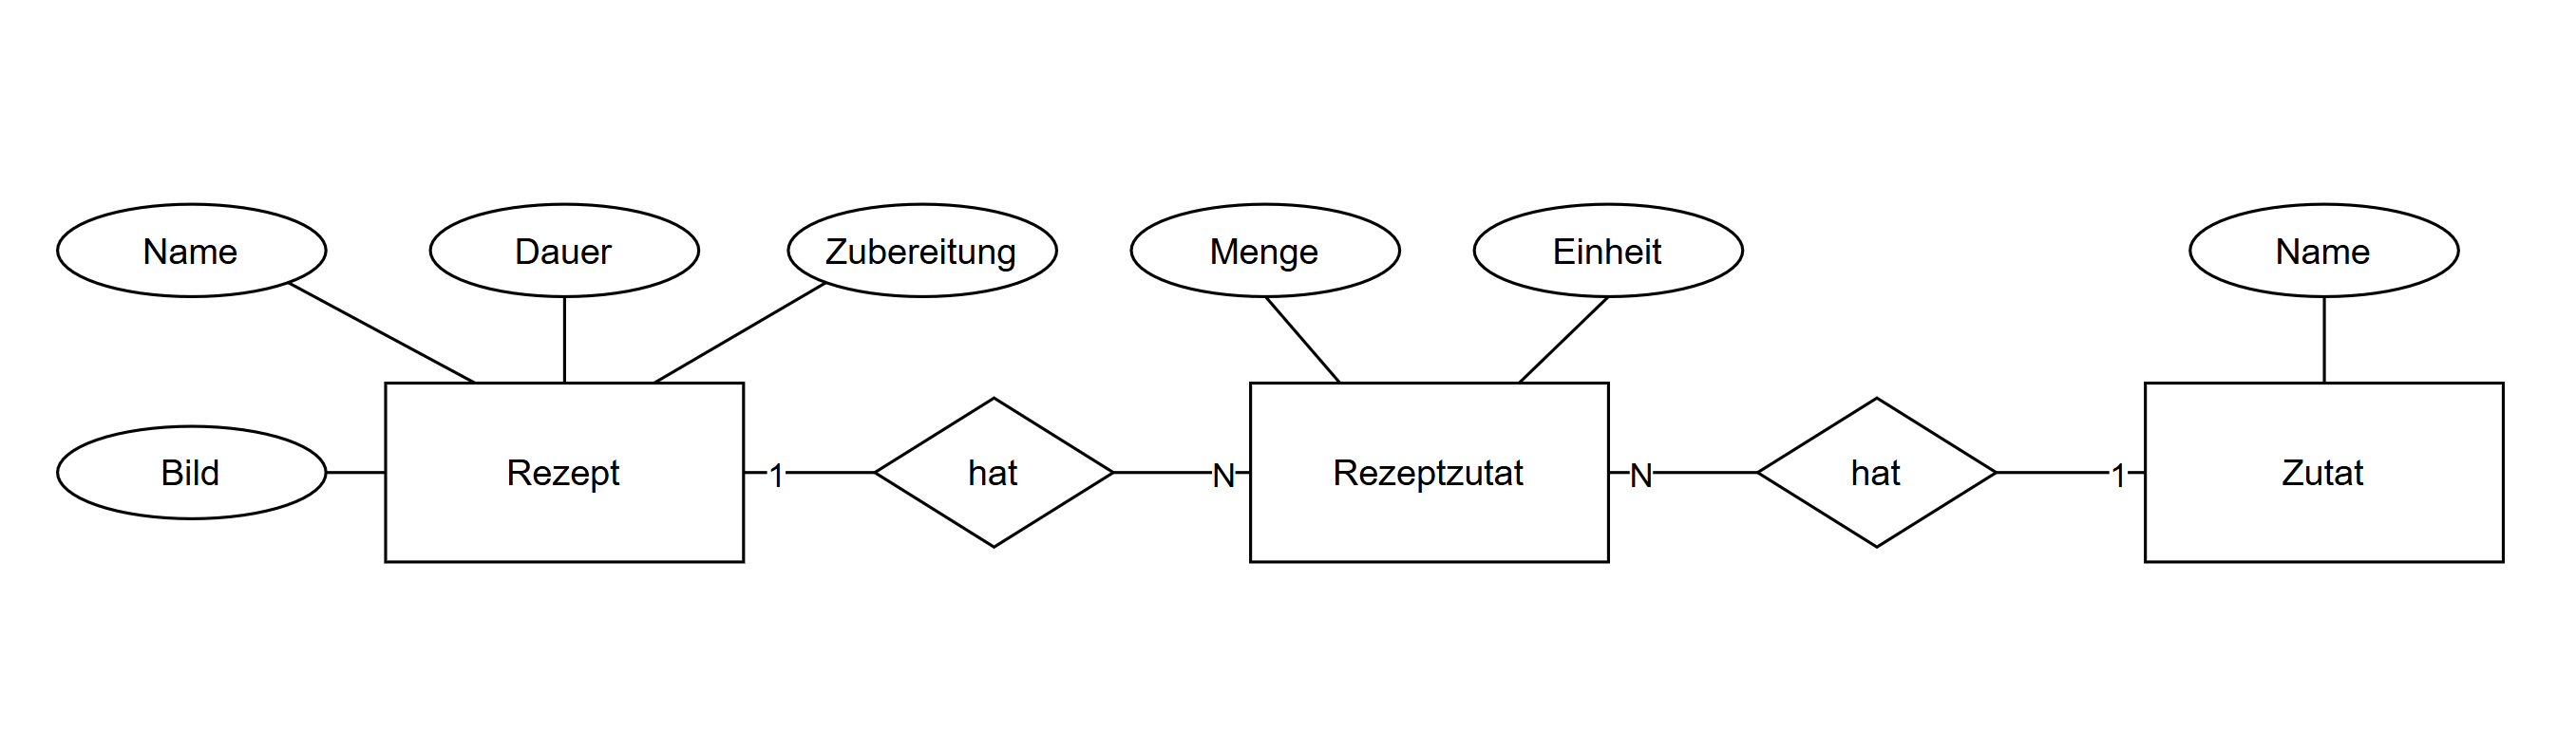 Name
Dauer
Zubereitung
Menge
Einheit
Name
Bild
Rezept
1
hat
N
Rezeptzutat
N
hat
1
Zutat